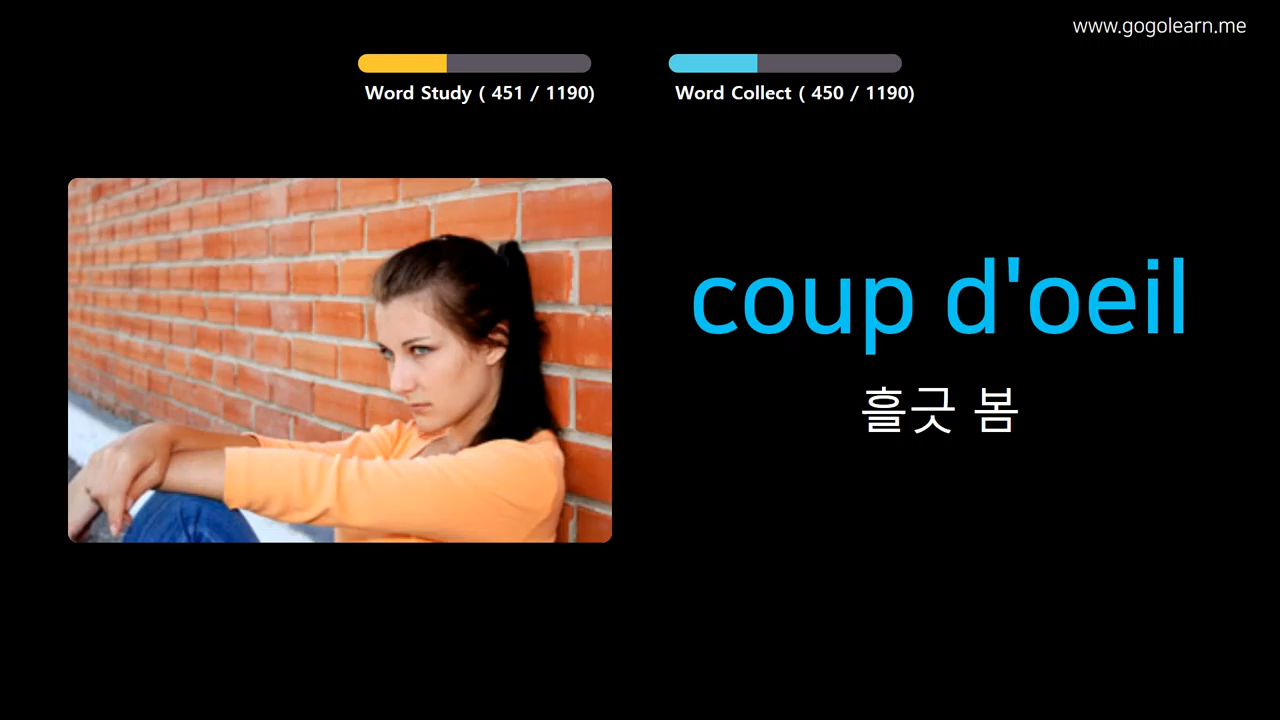 www.gogolearn.me
Word Study ( 451 / 1190)
Word Collect ( 450 / 1190)
coup d'oeil
흘긋 봄